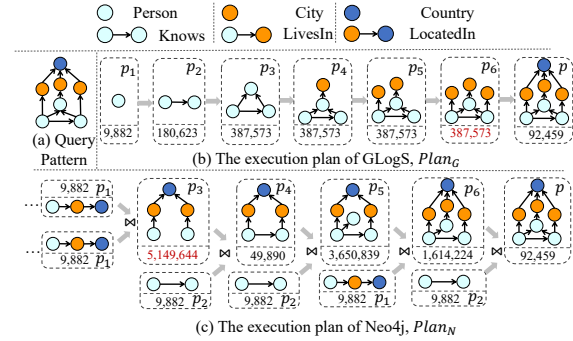 Person City Country
Knows LivesIn LocatedIn
p₁ p₂ p₃ p₄ p₅ p₆ p
9,882 180,623 387,573 387,573 387,573 387,573 92,459
(a) Query
Pattern
(b) The execution plan of GLogS, Plan_G
9,882 p₁ p₃ p₄ p₅ p₆ p
... ⋈ ⋈ ⋈ ⋈ ⋈
9,882 p₁ 5,149,644 49,890 3,650,839 1,614,224 92,459
9,882 p₂ 9,882 p₂ 9,882 p₁ 9,882 p₂
(c) The execution plan of Neo4j, Plan_N